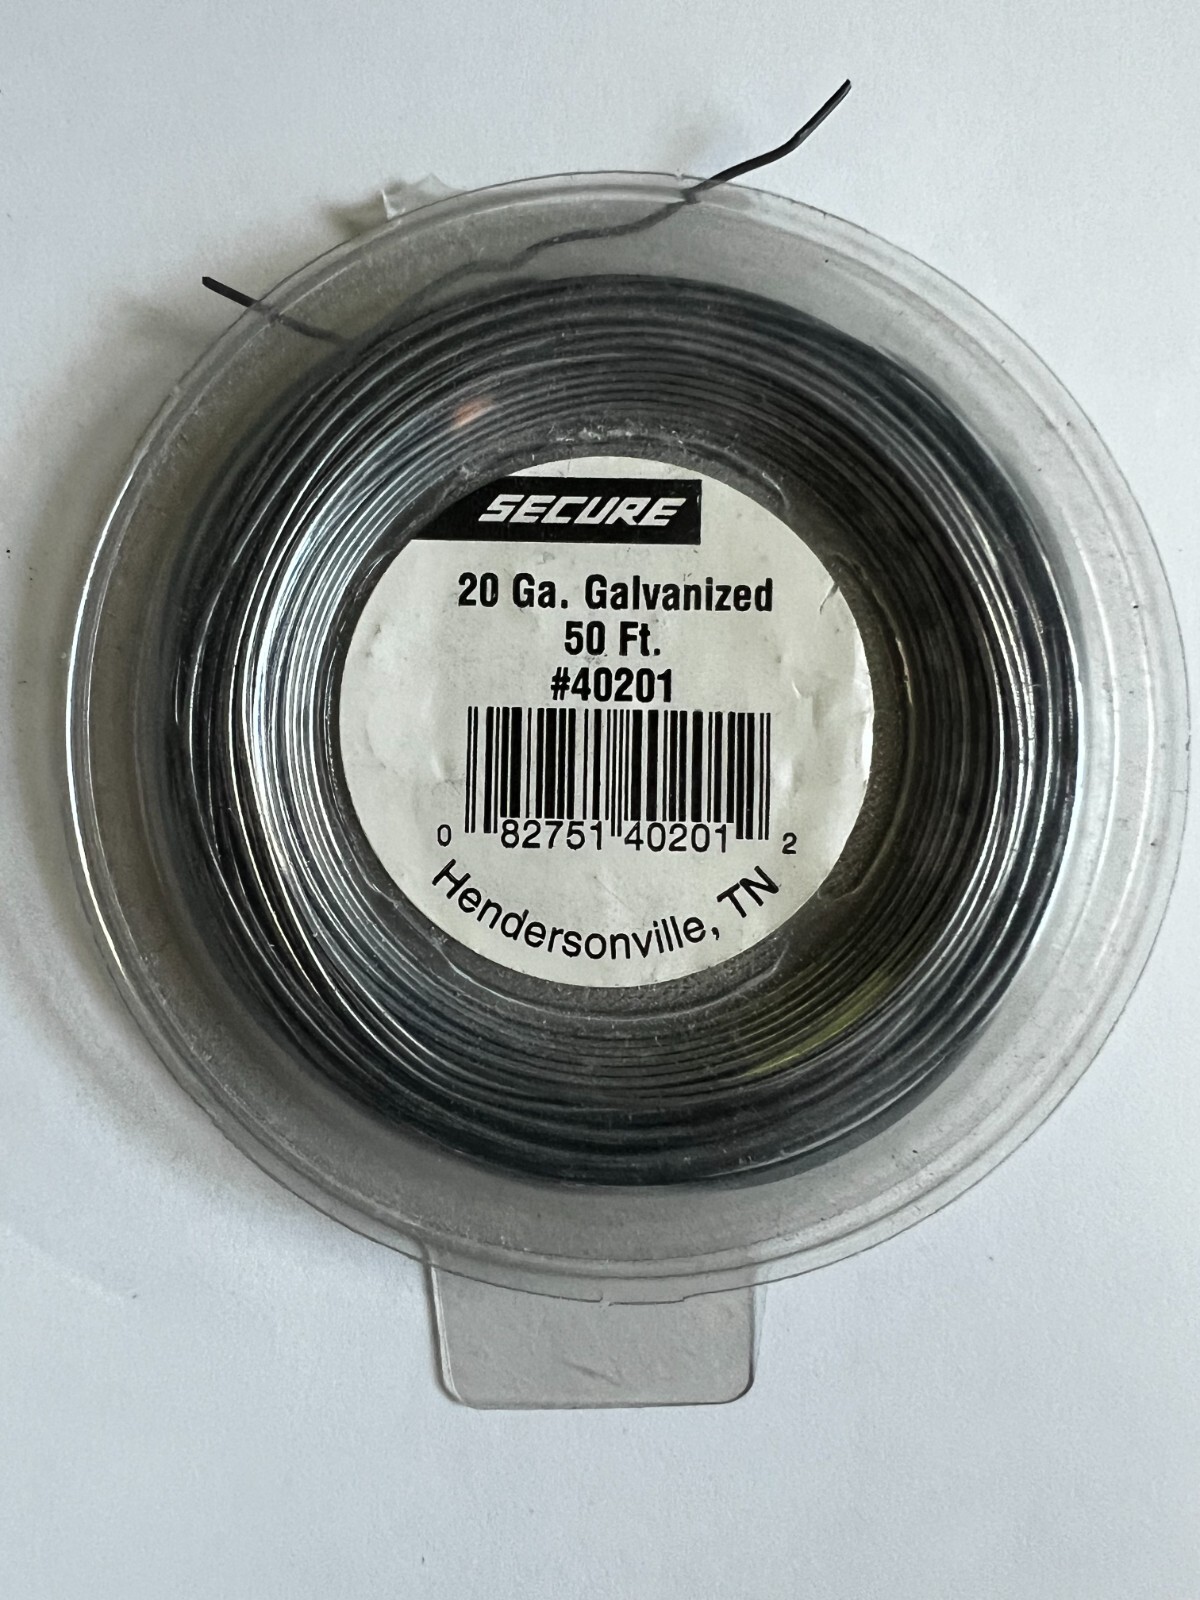 SECURE
20 Ga. Galvanized
50 Ft.
#40201
0 82751 40201 2
Hendersonville, TN